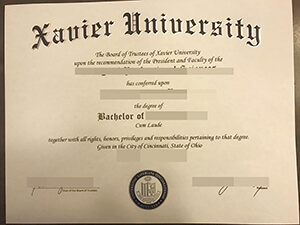 Xavier University
The Board of Trustees of Xavier University
upon the recommendation of the President and Faculty of the
has conferred upon
the degree of
Bachelor of
Cum Laude
together with all rights, honors, privileges and responsibilities pertaining to that degree.
Given in the City of Cincinnati, State of Ohio